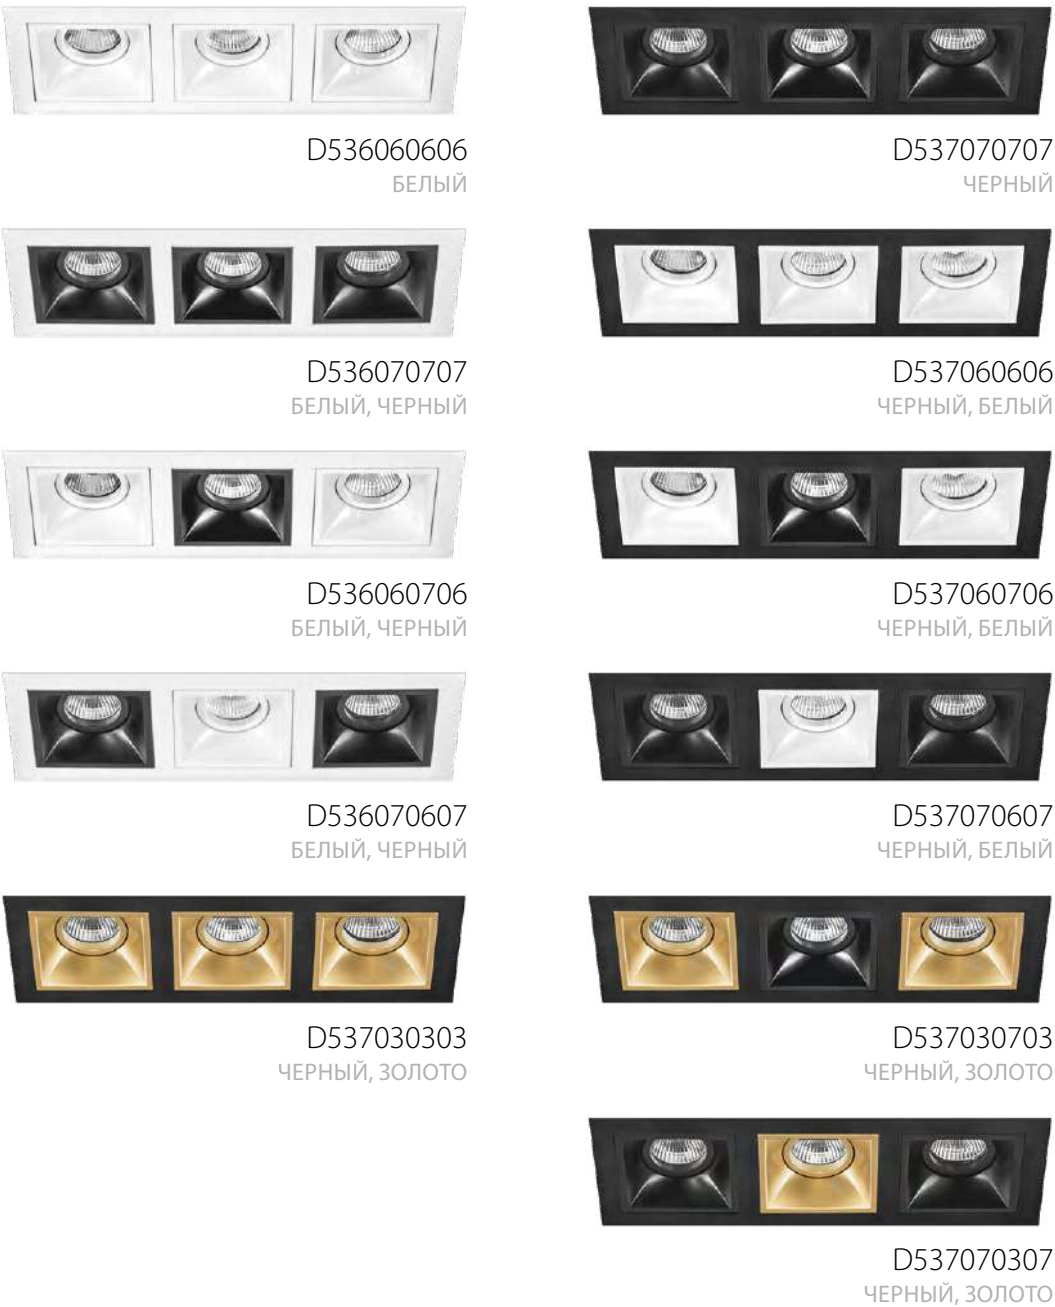 D536060606
БЕЛЫЙ
D537070707
ЧЕРНЫЙ
D536070707
БЕЛЫЙ, ЧЕРНЫЙ
D537060606
ЧЕРНЫЙ, БЕЛЫЙ
D536060706
БЕЛЫЙ, ЧЕРНЫЙ
D537060706
ЧЕРНЫЙ, БЕЛЫЙ
D536070607
БЕЛЫЙ, ЧЕРНЫЙ
D537070607
ЧЕРНЫЙ, БЕЛЫЙ
D537030303
ЧЕРНЫЙ, ЗОЛОТО
D537030703
ЧЕРНЫЙ, ЗОЛОТО
D537070307
ЧЕРНЫЙ, ЗОЛОТО